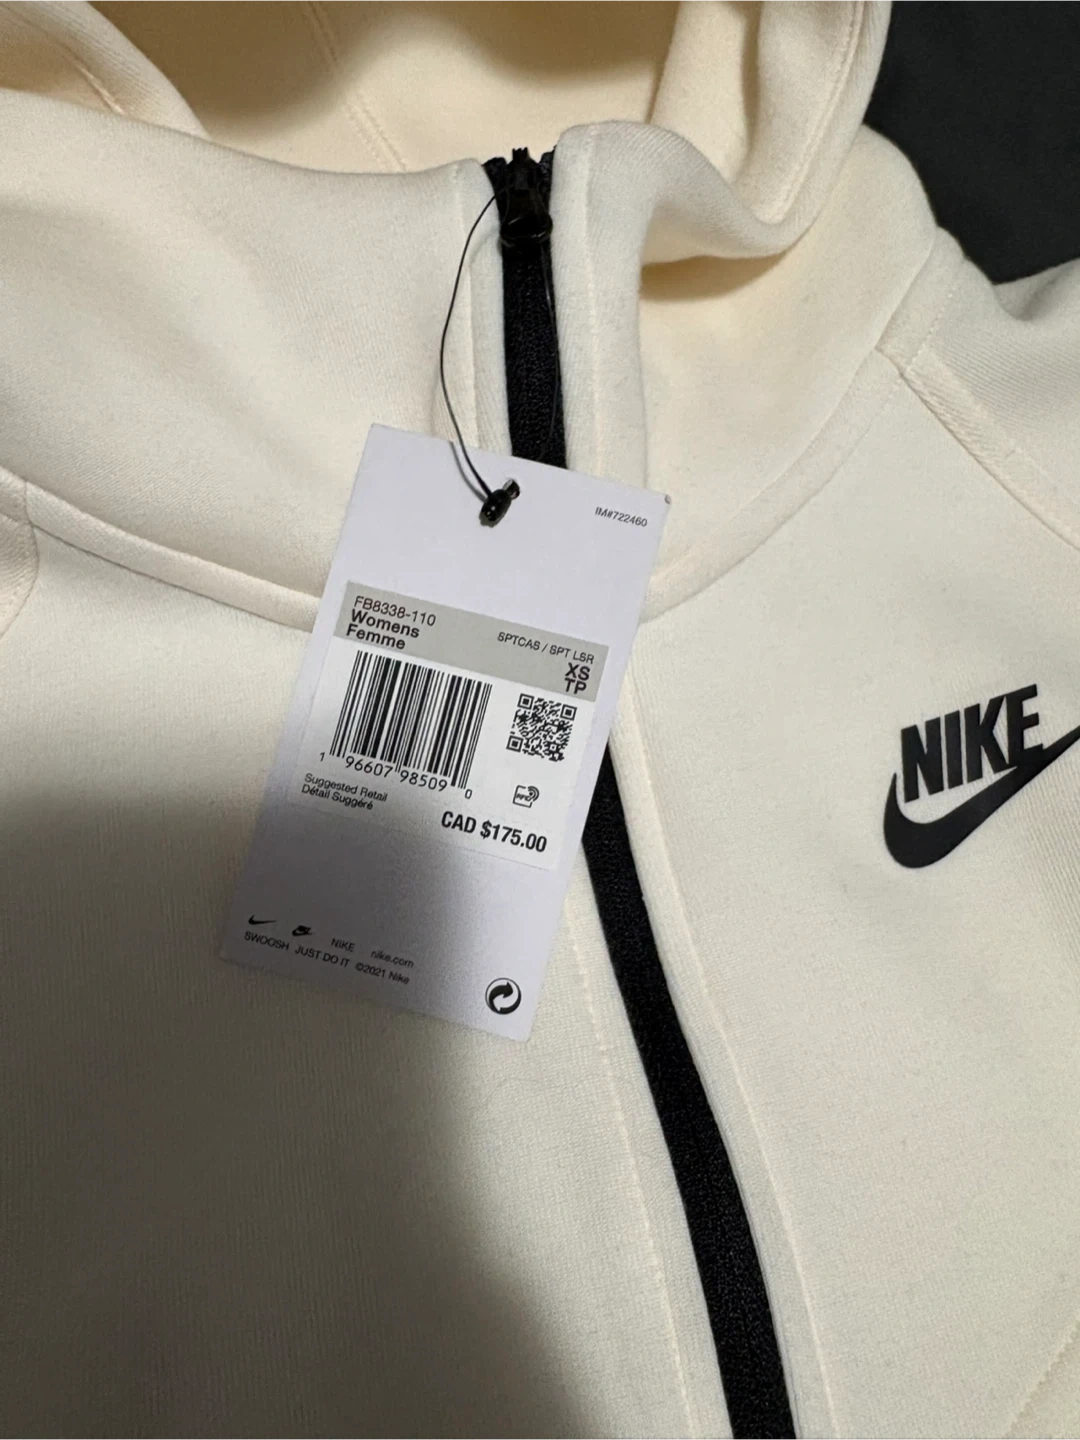 IM#722460
FB8338-110
Womens
Femme
SPTCAS / SPT LSR
XS
TP
1 96607 98509 0
Suggested Retail
Détail Suggéré
CAD $175.00
NIKE
SWOOSH JUST DO IT NIKE nike.com
©2021 Nike